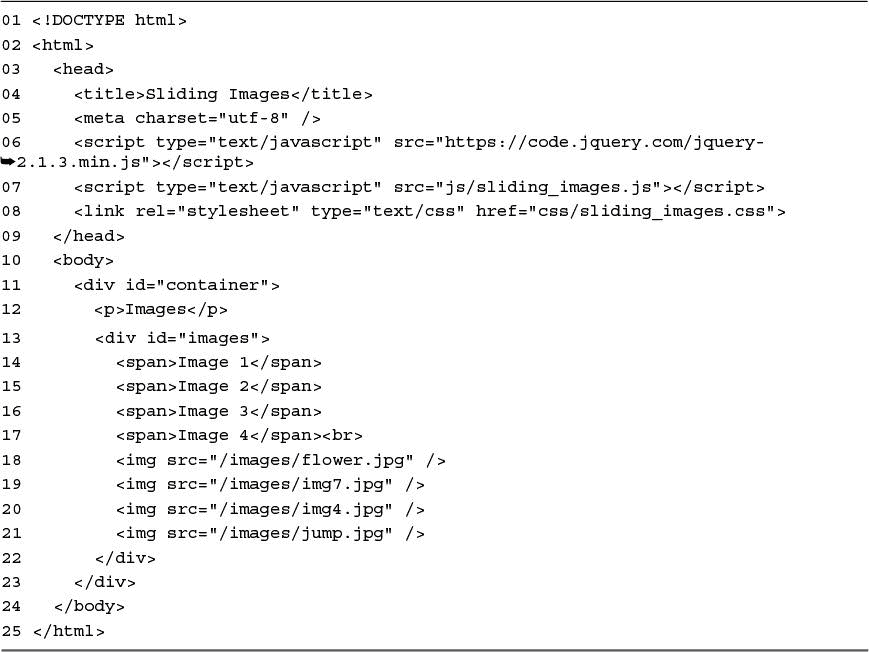 01 <!DOCTYPE html>
02 <html>
03   <head>
04     <title>Sliding Images</title>
05     <meta charset="utf-8" />
06     <script type="text/javascript" src="https://code.jquery.com/jquery-
➥2.1.3.min.js"></script>
07     <script type="text/javascript" src="js/sliding_images.js"></script>
08     <link rel="stylesheet" type="text/css" href="css/sliding_images.css">
09   </head>
10   <body>
11     <div id="container">
12       <p>Images</p>
13       <div id="images">
14         <span>Image 1</span>
15         <span>Image 2</span>
16         <span>Image 3</span>
17         <span>Image 4</span><br>
18         <img src="/images/flower.jpg" />
19         <img src="/images/img7.jpg" />
20         <img src="/images/img4.jpg" />
21         <img src="/images/jump.jpg" />
22       </div>
23     </div>
24   </body>
25 </html>